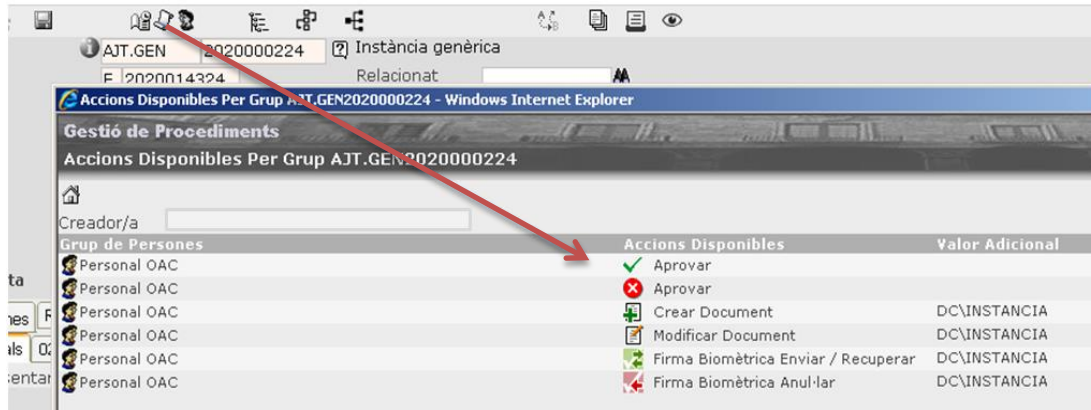 AJT.GEN 2020000224 Instància genèrica
E 2020014324 Relacionat
Accions Disponibles Per Grup AJT.GEN2020000224 - Windows Internet Explorer
Gestió de Procediments
Accions Disponibles Per Grup AJT.GEN2020000224
Creador/a
Grup de Persones Accions Disponibles Valor Adicional
Personal OAC Aprovar
Personal OAC Aprovar
Personal OAC Crear Document DC\INSTANCIA
Personal OAC Modificar Document DC\INSTANCIA
Personal OAC Firma Biomètrica Enviar / Recuperar DC\INSTANCIA
Personal OAC Firma Biomètrica Anul·lar DC\INSTANCIA